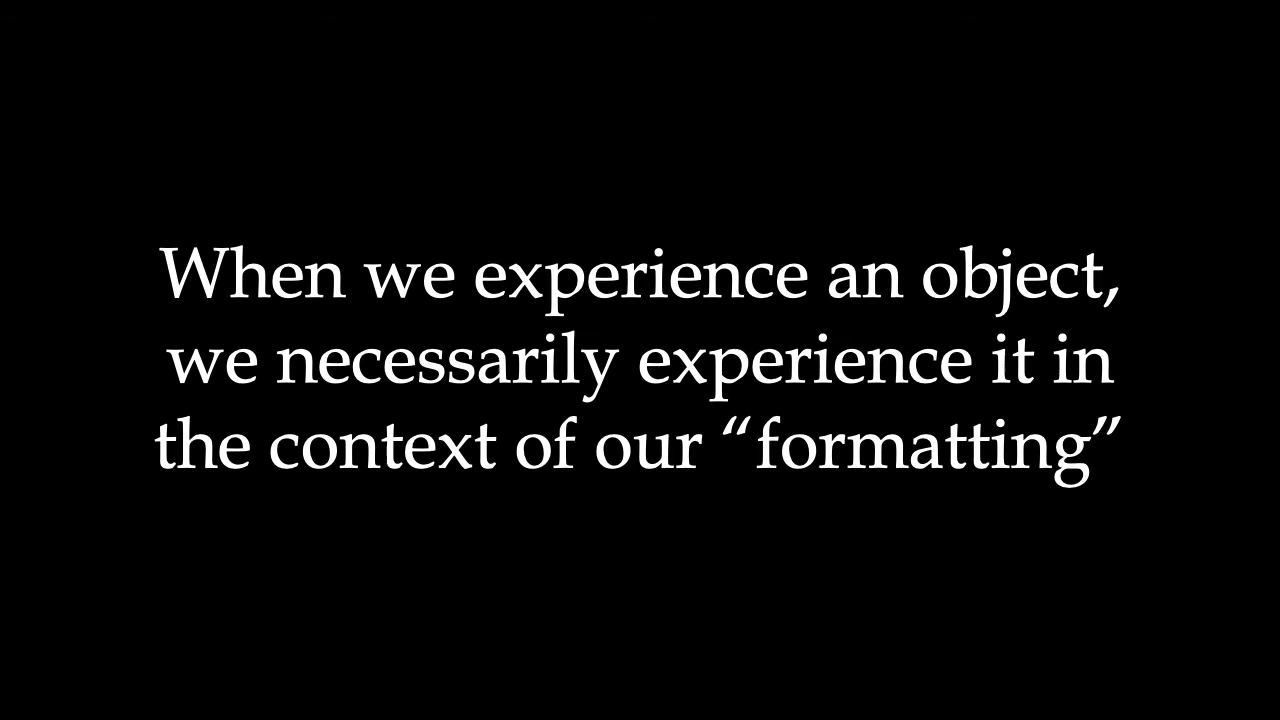 When we experience an object,
we necessarily experience it in
the context of our “formatting”